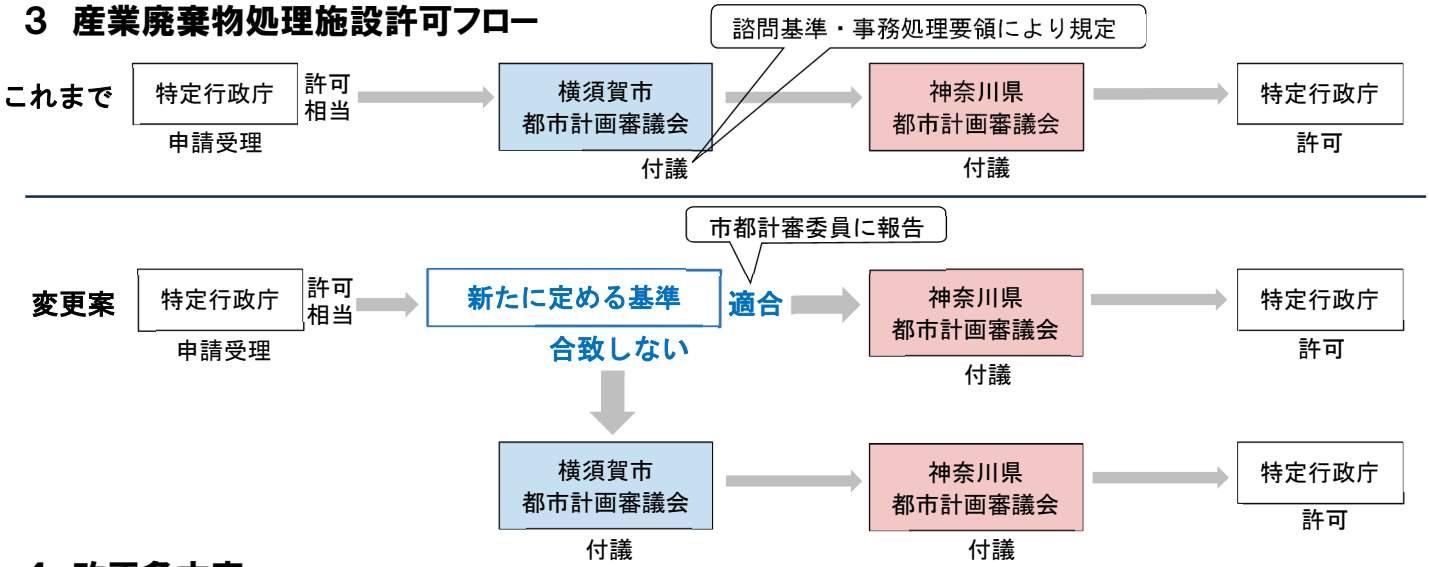 3 産業廃棄物処理施設許可フロー
諮問基準・事務処理要領により規定
これまで
特定行政庁
申請受理
許可
相当
横須賀市
都市計画審議会
付議
神奈川県
都市計画審議会
付議
特定行政庁
許可
市都計審委員に報告
変更案
特定行政庁
申請受理
許可
相当
新たに定める基準
適合
合致しない
神奈川県
都市計画審議会
付議
特定行政庁
許可
横須賀市
都市計画審議会
付議
神奈川県
都市計画審議会
付議
特定行政庁
許可